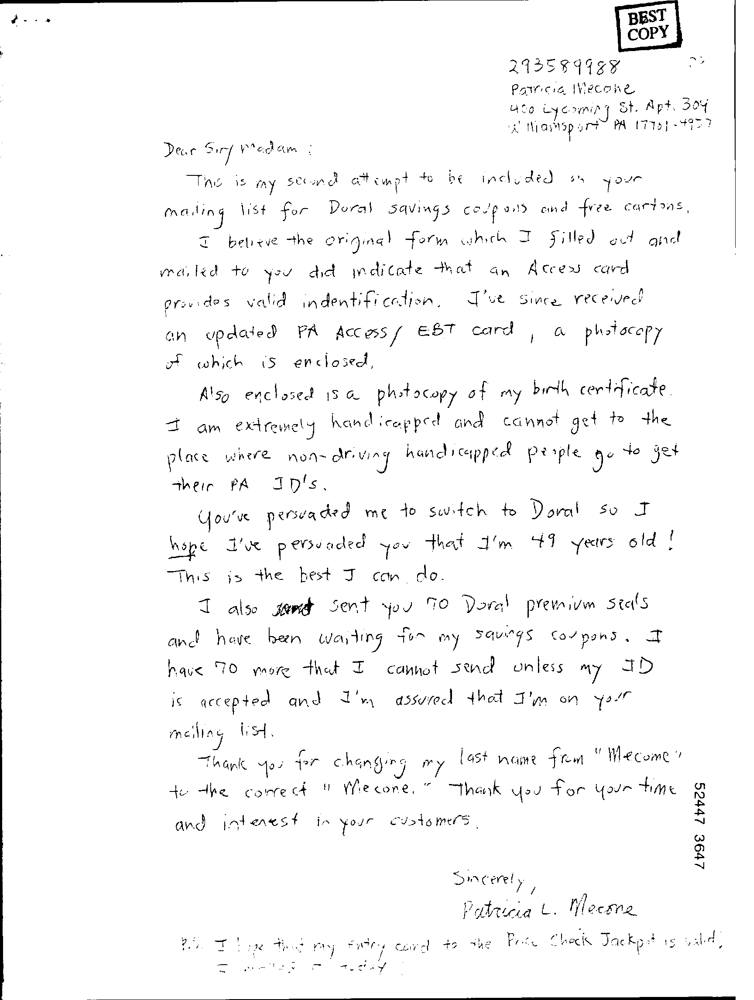 BEST
COPY
293589988
Patricia Mecone
400 Lycoming St. Apt. 304
Williamsport PA 17701-4937
Dear Sir/Madam:
This is my second attempt to be included in your
mailing list for Doral savings coupons and free cartons.
I believe the original form which I filled out and
mailed to you did indicate that an Access card
provides valid indentification. I've since received
an updated PA Access/EBT card, a photocopy
of which is enclosed.
Also enclosed is a photocopy of my birth certificate.
I am extremely handicapped and cannot get to the
place where non-driving handicapped people go to get
their PA ID's.
You've persuaded me to switch to Doral so I
hope I've persuaded you that I'm 49 years old!
This is the best I can do.
I also sent you 70 Doral premium seals
and have been waiting for my savings coupons. I
have 70 more that I cannot send unless my ID
is accepted and I'm assured that I'm on your
mailing list.
Thank you for changing my last name from "Mecome"
to the correct "Mecone." Thank you for your time
and interest in your customers.
52447 3647
Sincerely,
Patricia L. Mecone
P.S. I hope that my entry card to the Price Check Jackpot is valid.
I mailed it today